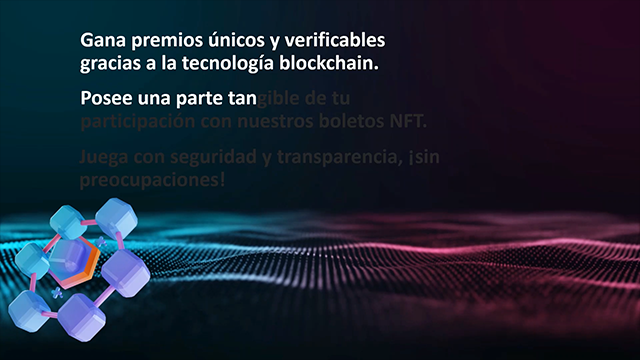 Gana premios únicos y verificables
gracias a la tecnología blockchain.
Posee una parte tangible de tu
participación con nuestros boletos NFT.
Juega con seguridad y transparencia, ¡sin
preocupaciones!